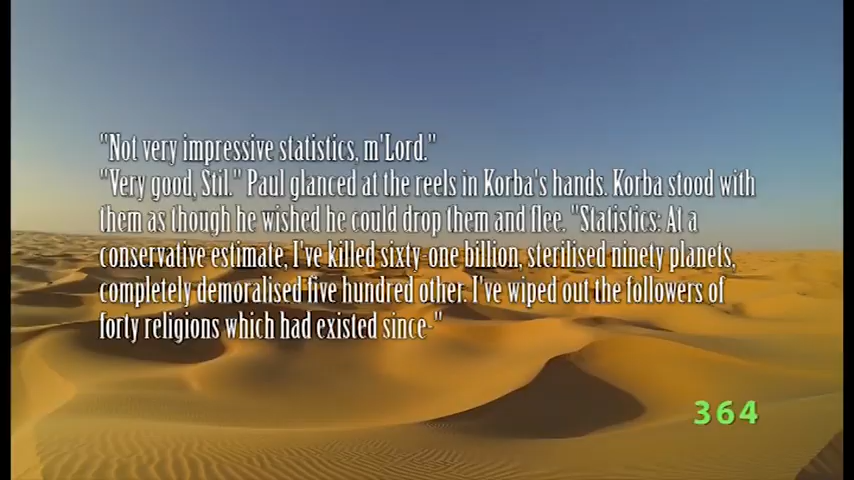 "Not very impressive statistics, m'Lord."
"Very good, Stil." Paul glanced at the reels in Korba's hands. Korba stood with
them as though he wished he could drop them and flee. "Statistics: At a
conservative estimate, I've killed sixty-one billion, sterilised ninety planets,
completely demoralised five hundred other. I've wiped out the followers of
forty religions which had existed since-"
364